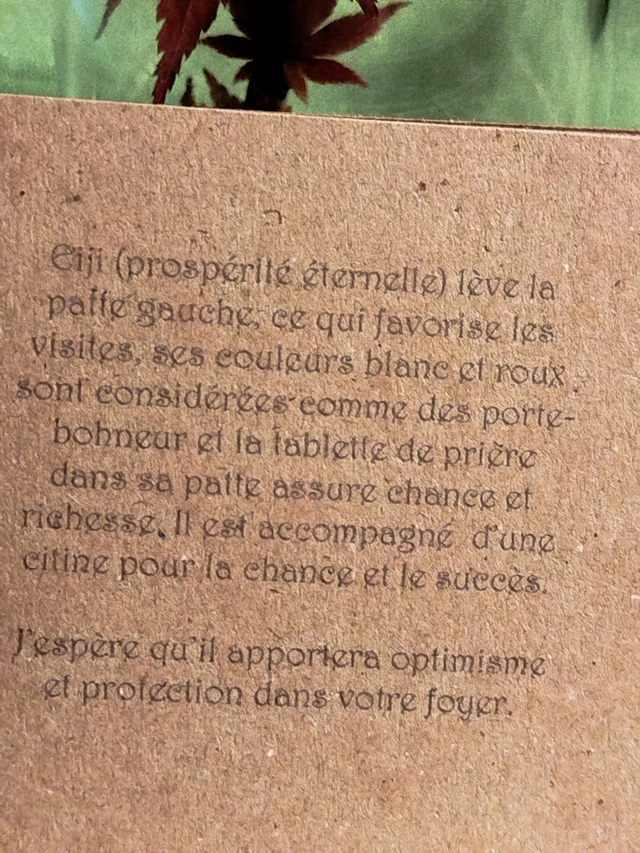 Eiji (prospérité éternelle) lève la
patte gauche, ce qui favorise les
visites, ses couleurs blanc et roux
sont considérées comme des porte-
bohneur et la tablette de prière
dans sa patte assure chance et
richesse. Il est accompagné d'une
citine pour la chance et le succès.
J'espère qu'il apportera optimisme
et protection dans votre foyer.